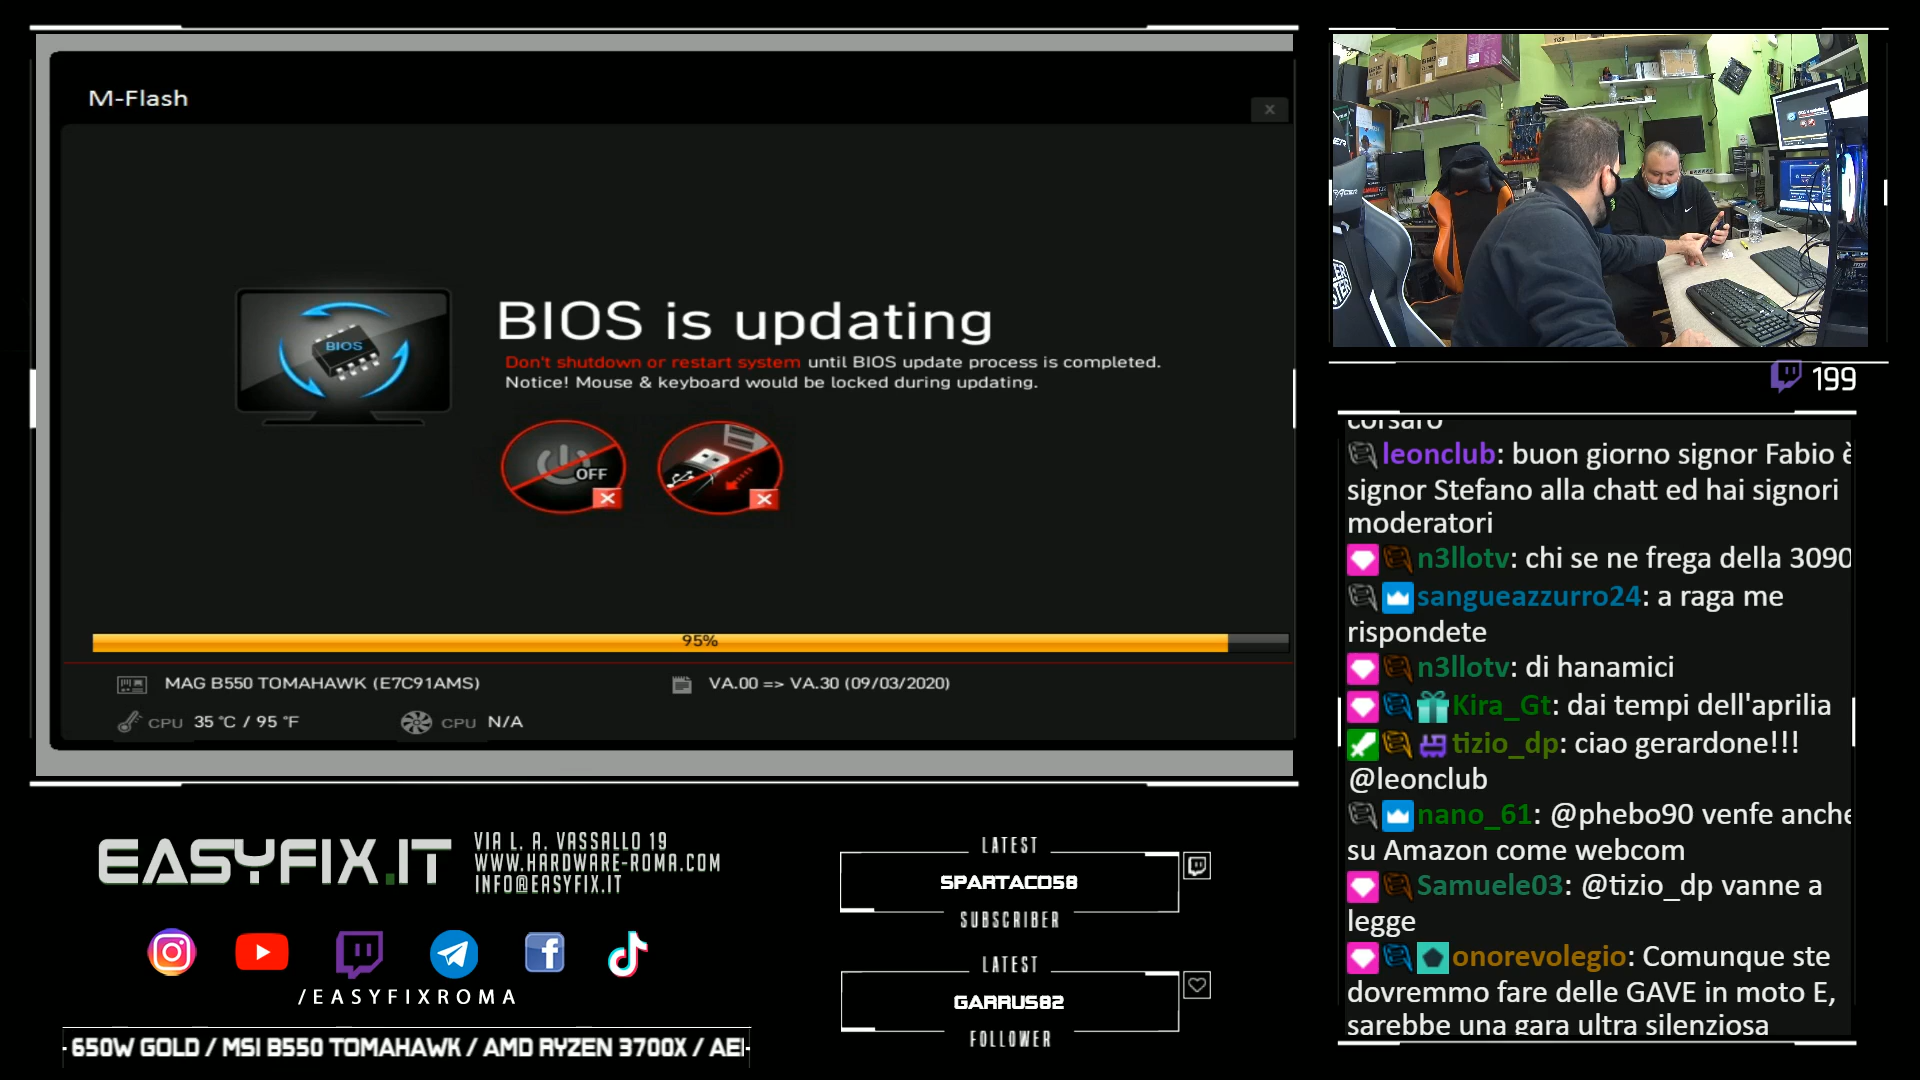 M-Flash
x
BIOS
BIOS is updating
Don't shutdown or restart system until BIOS update process is completed.
Notice! Mouse & keyboard would be locked during updating.
OFF
95%
MAG B550 TOMAHAWK (E7C91AMS)
VA.00 => VA.30 (09/03/2020)
CPU 35 °C / 95 °F
CPU N/A
199
corsaro
leonclub: buon giorno signor Fabio è
signor Stefano alla chatt ed hai signori
moderatori
n3llotv: chi se ne frega della 3090
sangueazzurro24: a raga me
rispondete
n3llotv: di hanamici
Kira_Gt: dai tempi dell'aprilia
tizio_dp: ciao gerardone!!!
@leonclub
nano_61: @phebo90 venfe anche
su Amazon come webcom
Samuele03: @tizio_dp vanne a
legge
onorevolegio: Comunque ste
dovremmo fare delle GAVE in moto E,
sarebbe una gara ultra silenziosa
EASYFIX.IT
VIA L. A. VASSALLO 19
WWW.HARDWARE-ROMA.COM
INFO@EASYFIX.IT
/EASYFIXROMA
- 650W GOLD / MSI B550 TOMAHAWK / AMD RYZEN 3700X / AE
LATEST
SPARTACO58
SUBSCRIBER
LATEST
GARRUS82
FOLLOWER